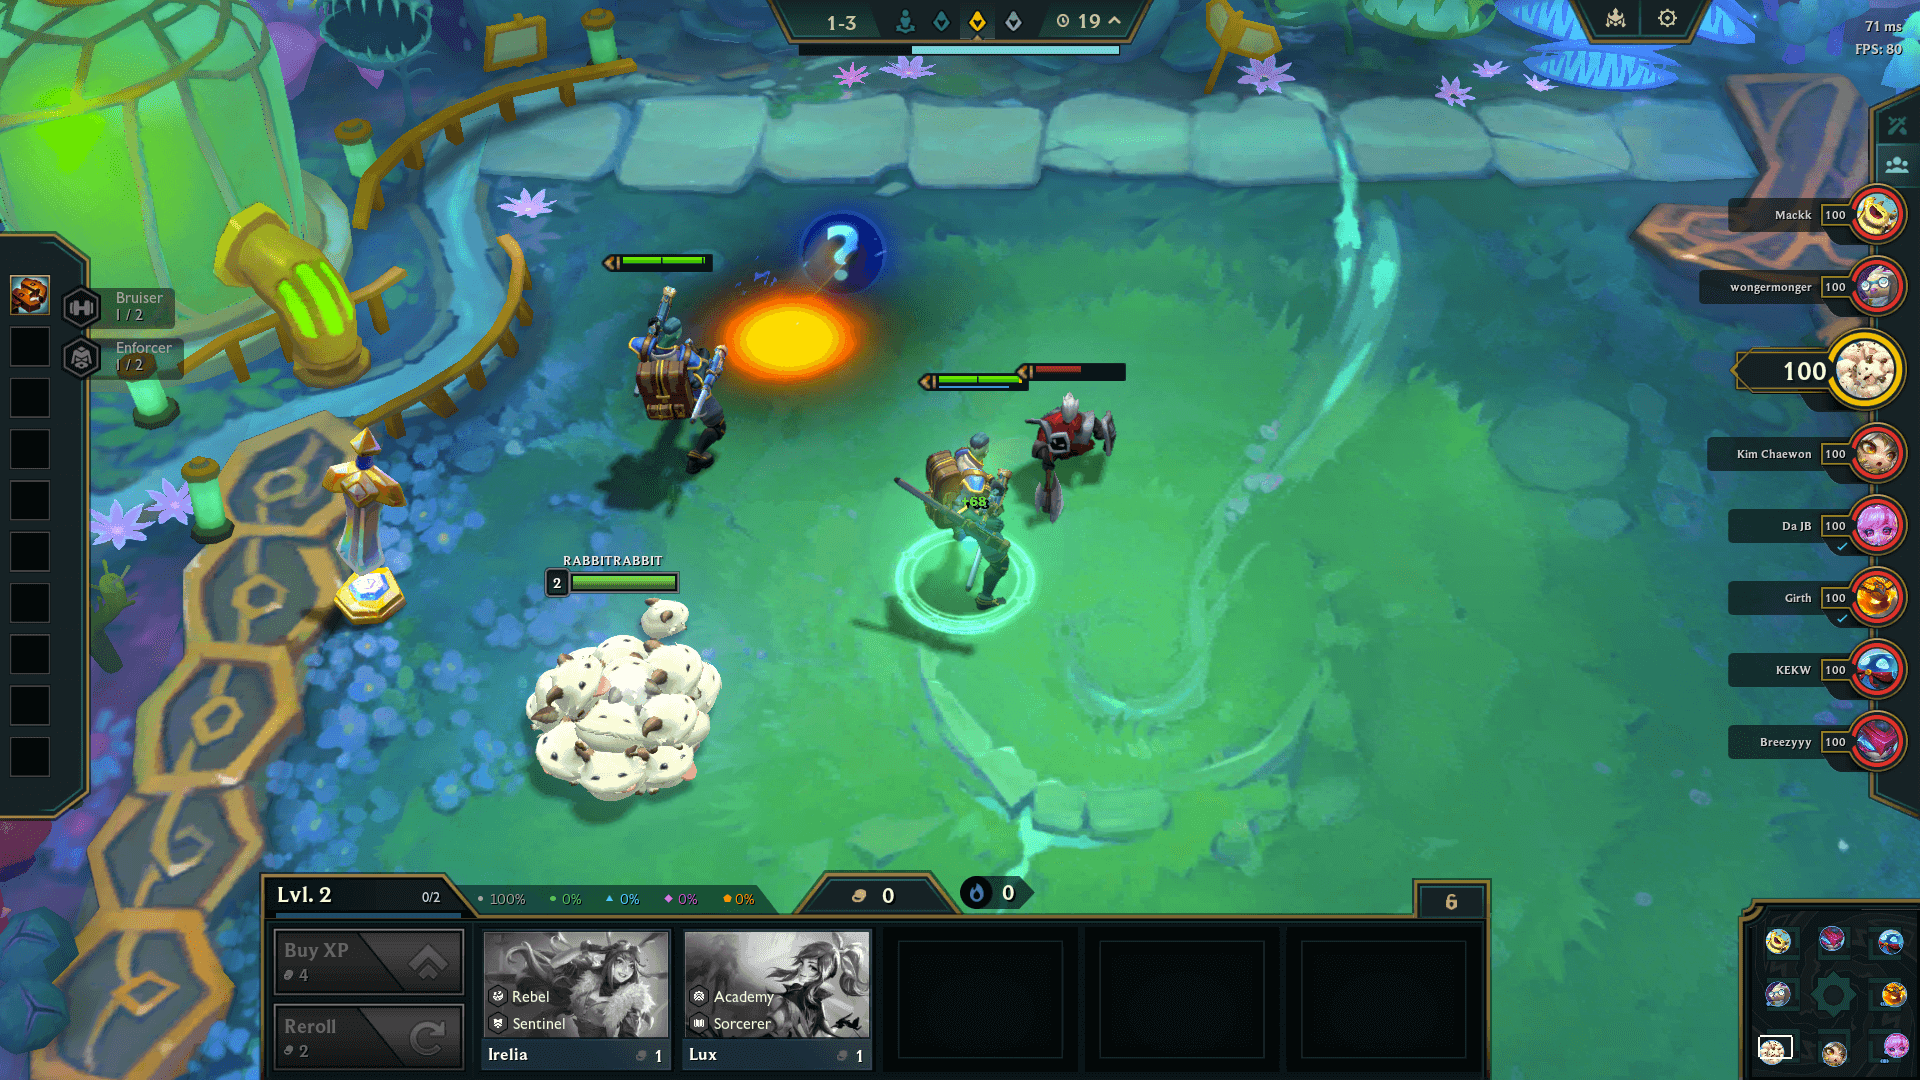 1-3
19
71 ms
FPS: 80
Mackk 100
wongermonger 100
100
Kim Chaewon 100
Da JB 100
Girth 100
KEKW 100
Breezyyy 100
Bruiser
1 / 2
Enforcer
1 / 2
?
+68
RABBITRABBIT
2
Lvl. 2 0/2
100% 0% 0% 0% 0%
0
0
6
Buy XP
4
Reroll
2
Rebel
Sentinel
Irelia 1
Academy
Sorcerer
Lux 1